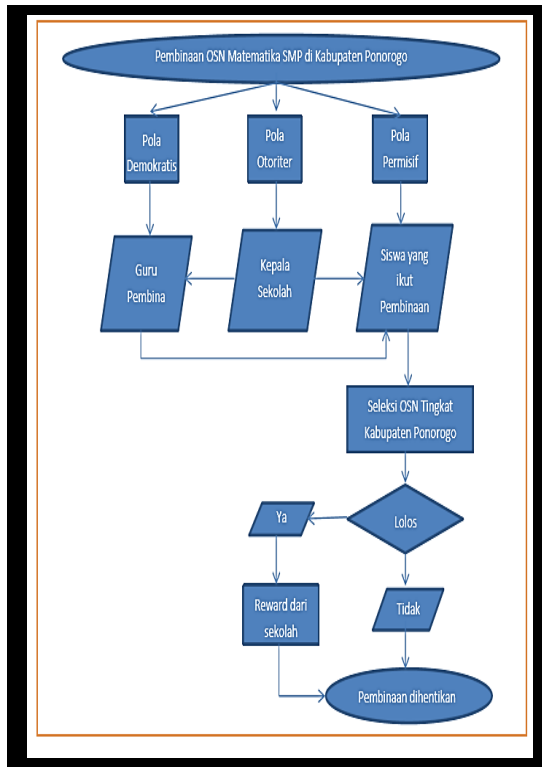 Pembinaan OSN Matematika SMP di Kabupaten Ponorogo
Pola
Demokratis
Pola
Otoriter
Pola
Permisif
Guru
Pembina
Kepala
Sekolah
Siswa yang
ikut
Pembinaan
Seleksi OSN Tingkat
Kabupaten Ponorogo
Lolos
Ya
Tidak
Reward dari
sekolah
Pembinaan dihentikan